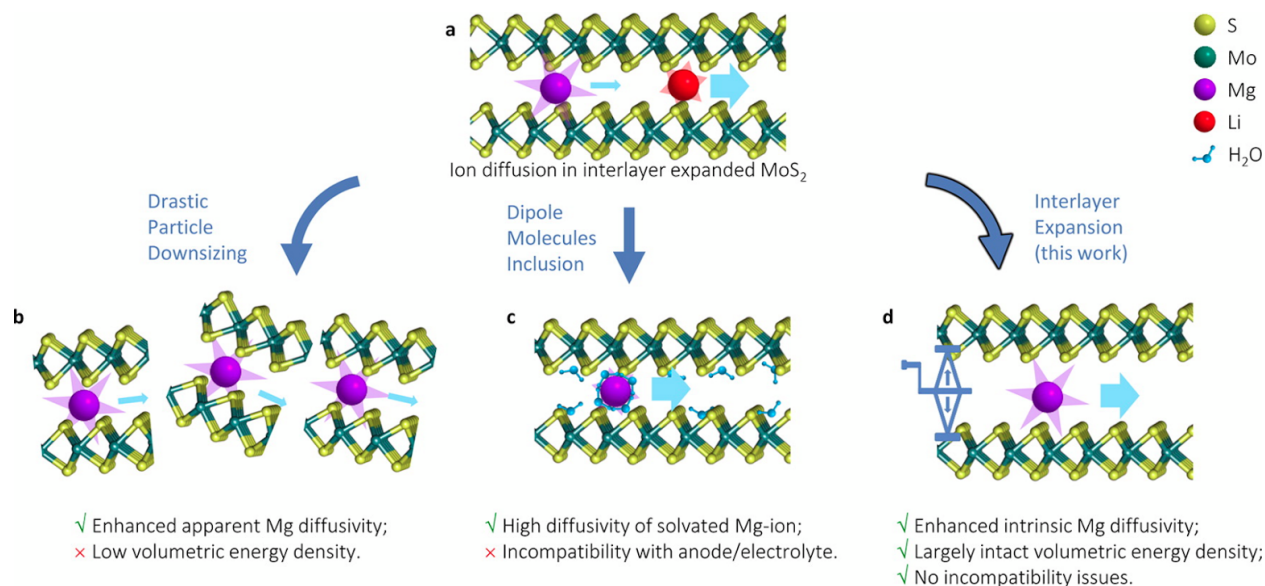 a
S
Mo
Mg
Li
H₂O
Ion diffusion in interlayer expanded MoS₂
Drastic
Particle
Downsizing
Dipole
Molecules
Inclusion
Interlayer
Expansion
(this work)
b
√ Enhanced apparent Mg diffusivity;
× Low volumetric energy density.
c
√ High diffusivity of solvated Mg-ion;
× Incompatibility with anode/electrolyte.
d
√ Enhanced intrinsic Mg diffusivity;
√ Largely intact volumetric energy density;
√ No incompatibility issues.